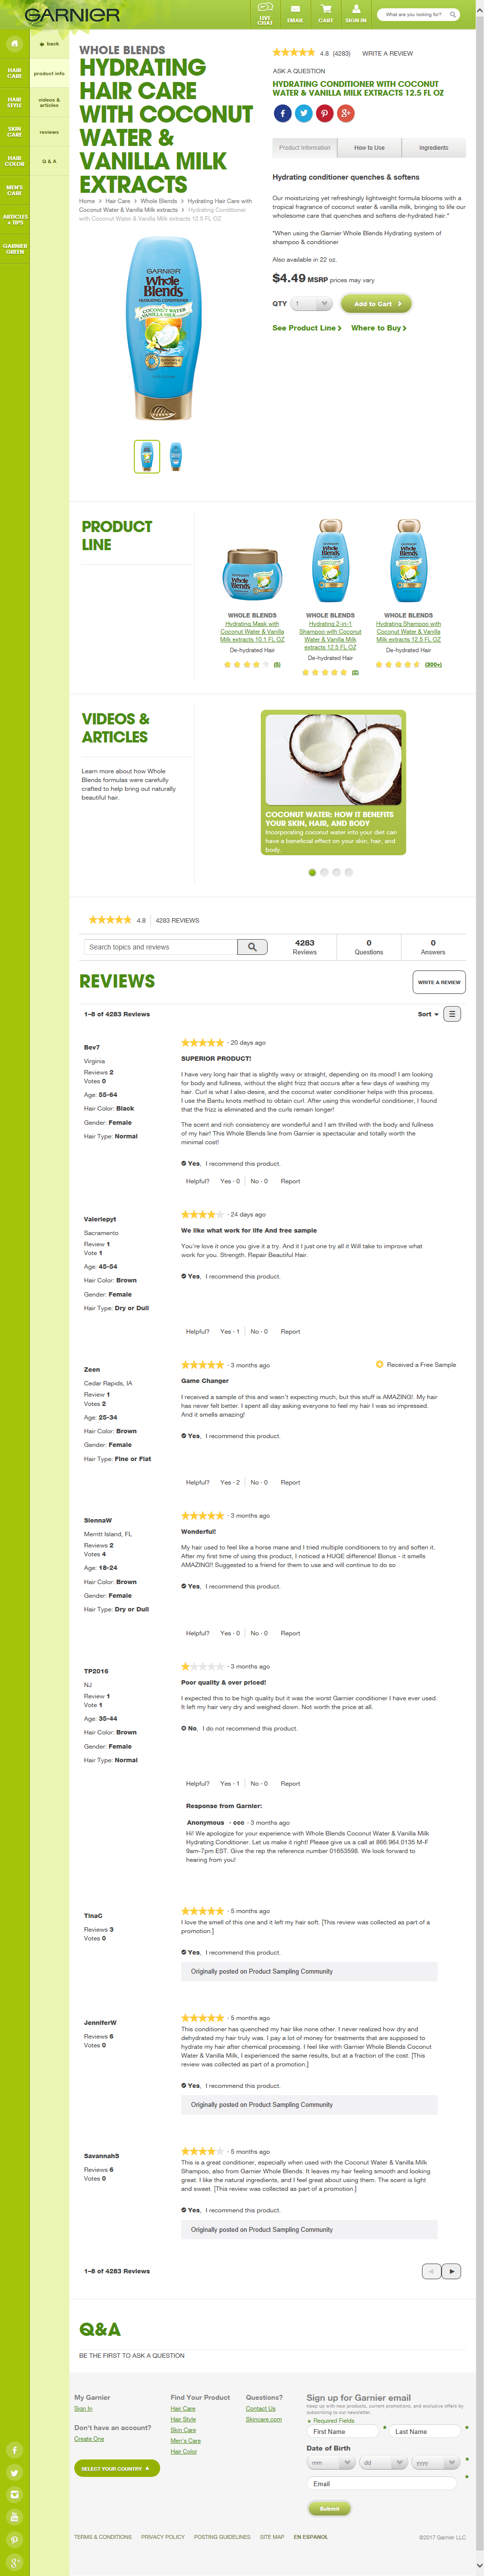 GARNIER
LIVE CHAT
EMAIL
CART
SIGN IN
What are you looking for?
back
product info
videos & articles
reviews
Q & A
HAIR CARE
HAIR STYLE
SKIN CARE
HAIR COLOR
MEN'S CARE
ARTICLES + TIPS
GARNIER GREEN
WHOLE BLENDS
HYDRATING
HAIR CARE
WITH COCONUT
WATER &
VANILLA MILK
EXTRACTS
Home > Hair Care > Whole Blends > Hydrating Hair Care with
Coconut Water & Vanilla Milk extracts > Hydrating Conditioner
with Coconut Water & Vanilla Milk Extracts 12.5 FL OZ
GARNIER
Whole Blends
HYDRATING CONDITIONER
COCONUT WATER & VANILLA MILK
4.8 (4283) WRITE A REVIEW
ASK A QUESTION
HYDRATING CONDITIONER WITH COCONUT
WATER & VANILLA MILK EXTRACTS 12.5 FL OZ
Product Information
How to Use
Ingredients
Hydrating conditioner quenches & softens
Our moisturizing yet refreshingly lightweight formula blooms with a
tropical fragrance of coconut water & vanilla milk, bringing to our
wholesome care that quenches and softens de-hydrated hair.*
*When using the Garnier Whole Blends Hydrating system of
shampoo & conditioner
Also available in 22 oz.
$4.49 MSRP prices may vary
QTY 1 Add to Cart
See Product Line
Where to Buy
PRODUCT
LINE
WHOLE BLENDS
Hydrating Mask with
Coconut Water & Vanilla
Milk extracts 10.1 FL OZ
De-hydrated Hair
(5)
WHOLE BLENDS
Hydrating 2-in-1
Shampoo with Coconut
Water & Vanilla Milk
extracts 12.5 FL OZ
De-hydrated Hair
(2)
WHOLE BLENDS
Hydrating Shampoo with
Coconut Water & Vanilla
Milk extracts 12.5 FL OZ
De-hydrated Hair
(300+)
VIDEOS &
ARTICLES
Learn more about how Whole
Blends formulas were carefully
crafted to help bring out naturally
beautiful hair.
COCONUT WATER: HOW IT BENEFITS
YOUR SKIN, HAIR, AND BODY
Incorporating coconut water into your diet can
have a beneficial effect on your skin, hair, and
body.
4.8 4283 REVIEWS
Search topics and reviews
4283
Reviews
0
Questions
0
Answers
REVIEWS
WRITE A REVIEW
1–8 of 4283 Reviews
Sort
Bev7
Virginia
Reviews 2
Votes 0
Age: 55-64
Hair Color: Black
Gender: Female
Hair Type: Normal
· 20 days ago
SUPERIOR PRODUCT!
I have very long hair that is slightly wavy or straight, depending on its mood! I am looking
for body and fullness, without the slight frizz that occurs after a few days of washing my
hair. Curl is what I also desire, and the coconut water conditioner helps with this process.
I use the Bantu knots method to obtain curl. After using this wonderful conditioner, I found
that the frizz is eliminated and the curls remain longer!
The scent and rich consistency are wonderful and I am thrilled with the body and fullness
of my hair! This Whole Blends line from Garnier is spectacular and totally worth the
minimal cost!
Yes, I recommend this product.
Helpful? Yes · 0 No · 0 Report
Valeriepyt
Sacramento
Review 1
Vote 1
Age: 45-54
Hair Color: Brown
Gender: Female
Hair Type: Dry or Dull
· 24 days ago
We like what work for life And free sample
You're love it once you give it a try. And it I just one try all it Will take to improve what
work for you. Strength. Repair Beautiful Hair.
Yes, I recommend this product.
Helpful? Yes · 1 No · 0 Report
Zeen
Cedar Rapids, IA
Review 1
Votes 2
Age: 25-34
Hair Color: Brown
Gender: Female
Hair Type: Fine or Flat
· 3 months ago
Received a Free Sample
Game Changer
I received a sample of this and wasn't expecting much, but this stuff is AMAZING!. My hair
has never felt better. I spent all day asking everyone to feel my hair I was so impressed.
And it smells amazing!
Yes, I recommend this product.
Helpful? Yes · 2 No · 0 Report
SiennaW
Merritt Island, FL
Reviews 2
Votes 4
Age: 18-24
Hair Color: Brown
Gender: Female
Hair Type: Dry or Dull
· 3 months ago
Wonderful!
My hair used to feel like a horse mane and I tried multiple conditioners to try and soften it.
After my first time of using this product, I noticed a HUGE difference! Bonus - it smells
AMAZING!! Suggested to a friend for them to use and will continue to do so
Yes, I recommend this product.
Helpful? Yes · 0 No · 0 Report
TP2016
NJ
Review 1
Vote 1
Age: 35-44
Hair Color: Brown
Gender: Female
Hair Type: Normal
· 3 months ago
Poor quality & over priced!
I expected this to be high quality but it was the worst Garnier conditioner I have ever used.
It left my hair very dry and weighed down. Not worth the price at all.
No, I do not recommend this product.
Helpful? Yes · 1 No · 0 Report
Response from Garnier:
Anonymous · ccc · 3 months ago
Hi! We apologize for your experience with Whole Blends Coconut Water & Vanilla Milk
Hydrating Conditioner. Let us make it right! Please give us a call at 866.964.0135 M-F
9am-7pm EST. Give the rep the reference number 01653598. We look forward to
hearing from you!
TinaC
Reviews 3
Votes 0
· 5 months ago
I love the smell of this one and it left my hair soft. [This review was collected as part of a
promotion.]
Yes, I recommend this product.
Originally posted on Product Sampling Community
JenniferW
Reviews 6
Votes 0
· 5 months ago
This conditioner has quenched my hair like none other. I never realized how dry and
dehydrated my hair truly was. I pay a lot of money for treatments that are supposed to
hydrate my hair after chemical processing. I feel like with Garnier Whole Blends Coconut
Water & Vanilla Milk, I experienced the same results, but at a fraction of the cost. [This
review was collected as part of a promotion.]
Yes, I recommend this product.
Originally posted on Product Sampling Community
SavannahS
Reviews 6
Votes 0
· 5 months ago
This is a great conditioner, especially when used with the Coconut Water & Vanilla Milk
Shampoo, also from Garnier Whole Blends. It leaves my hair feeling smooth and looking
great. I like the natural ingredients, and I feel great about using them. The scent is light
and sweet. [This review was collected as part of a promotion.]
Yes, I recommend this product.
Originally posted on Product Sampling Community
1–8 of 4283 Reviews
Q&A
BE THE FIRST TO ASK A QUESTION
My Garnier
Sign In
Don't have an account?
Create One
SELECT YOUR COUNTRY
Find Your Product
Hair Care
Hair Style
Skin Care
Men's Care
Hair Color
Questions?
Contact Us
Skincare.com
Sign up for Garnier email
Keep up with new products, current promotions, and exclusive offers by
subscribing to our newsletter.
* Required Fields
First Name *
Last Name *
Date of Birth
mm dd yyyy *
Email *
Submit
TERMS & CONDITIONS PRIVACY POLICY POSTING GUIDELINES SITE MAP EN ESPANOL
©2017 Garnier LLC